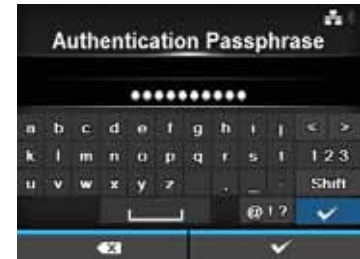 Authentication Passphrase
●●●●●●●●●●
a b c d e f g h i j < >
k l m n o p q r s t 1 2 3
u v w x y z . _ - Shift
@ ! ?